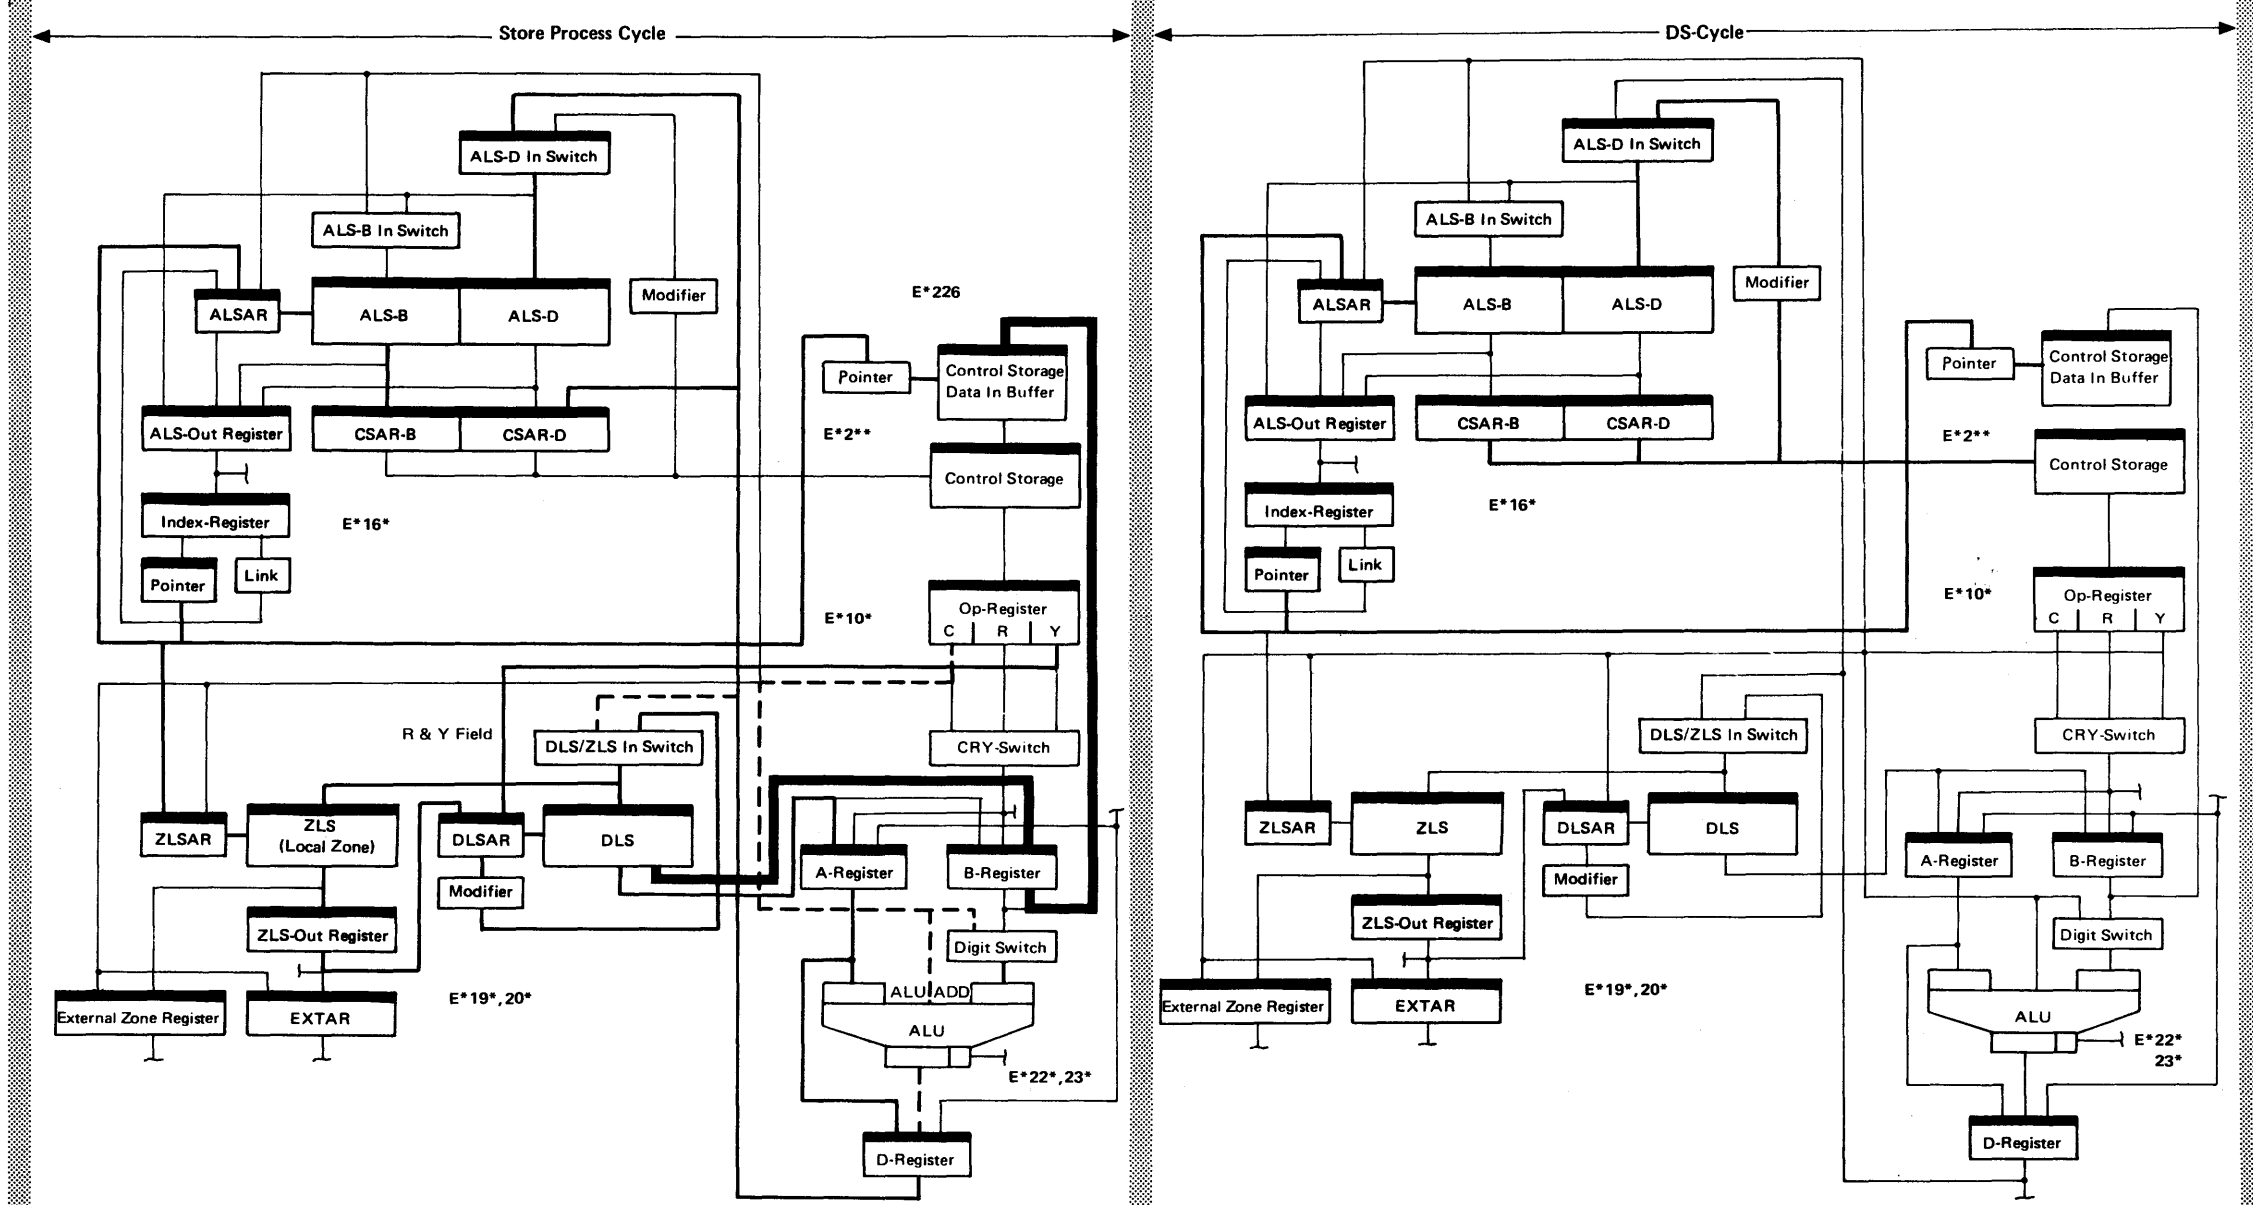 Store Process Cycle
ALS-D In Switch
ALS-B In Switch
Modifier
ALSAR
ALS-B
ALS-D
E*226
Pointer
Control Storage
Data In Buffer
ALS-Out Register
CSAR-B
CSAR-D
E*2**
Control Storage
Index-Register
E*16*
Pointer
Link
Op-Register
C
R
Y
E*10*
R & Y Field
DLS/ZLS In Switch
CRY-Switch
ZLSAR
ZLS
(Local Zone)
DLSAR
DLS
Modifier
A-Register
B-Register
ZLS-Out Register
Digit Switch
External Zone Register
EXTAR
E*19*,20*
ALU ADD
ALU
E*22*,23*
D-Register
DS-Cycle
ALS-D In Switch
ALS-B In Switch
Modifier
ALSAR
ALS-B
ALS-D
Pointer
Control Storage
Data In Buffer
ALS-Out Register
CSAR-B
CSAR-D
E*2**
Control Storage
Index-Register
E*16*
Pointer
Link
Op-Register
C
R
Y
E*10*
DLS/ZLS In Switch
CRY-Switch
ZLSAR
ZLS
DLSAR
DLS
Modifier
A-Register
B-Register
ZLS-Out Register
Digit Switch
External Zone Register
EXTAR
E*19*,20*
ALU
E*22*
23*
D-Register